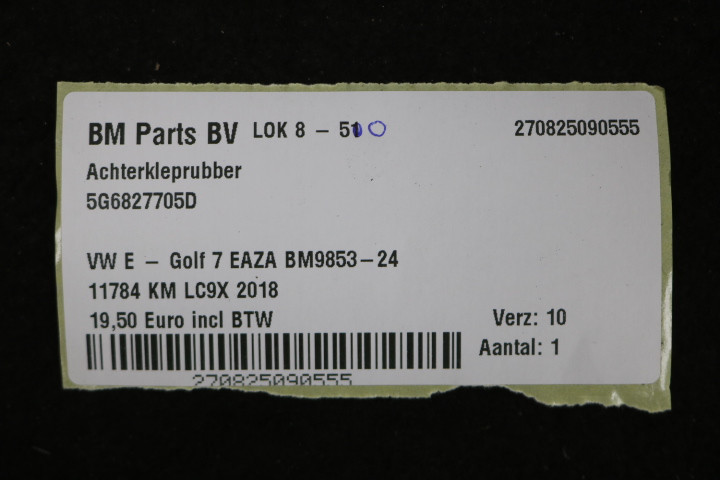 BM Parts BV LOK 8 - 510 270825090555
Achterkleprubber
5G6827705D
VW E - Golf 7 EAZA BM9853-24
11784 KM LC9X 2018
19,50 Euro incl BTW Verz: 10
Aantal: 1
270825090555